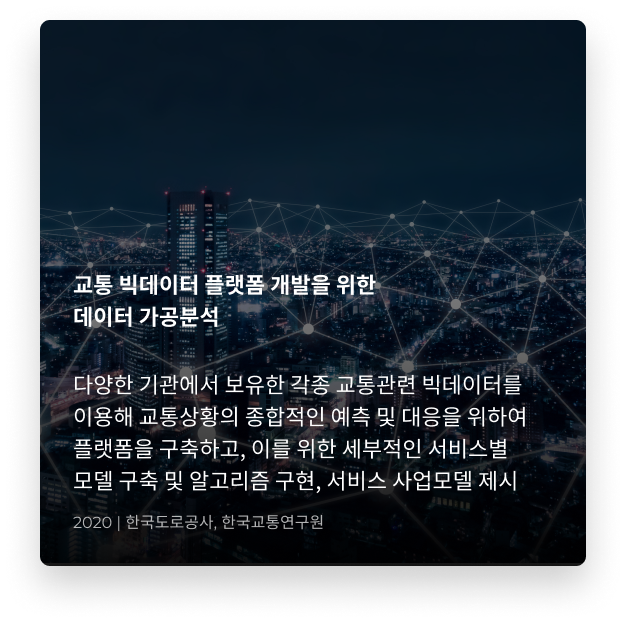 교통 빅데이터 플랫폼 개발을 위한
데이터 가공분석
다양한 기관에서 보유한 각종 교통관련 빅데이터를
이용해 교통상황의 종합적인 예측 및 대응을 위하여
플랫폼을 구축하고, 이를 위한 세부적인 서비스별
모델 구축 및 알고리즘 구현, 서비스 사업모델 제시
2020 | 한국도로공사, 한국교통연구원